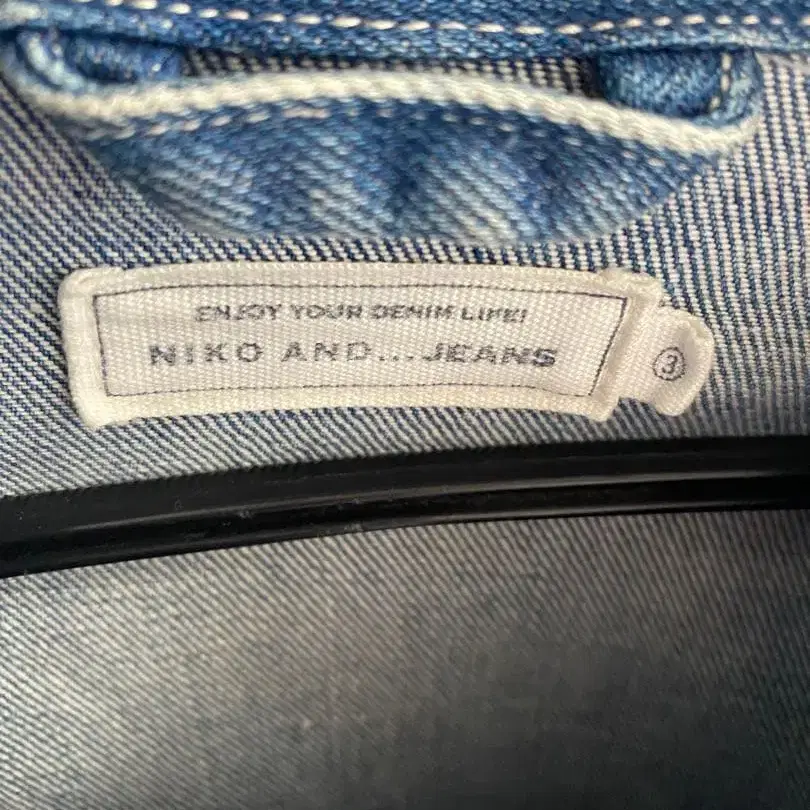 ENJOY YOUR DENIM LIFE!
NIKO AND...JEANS
③